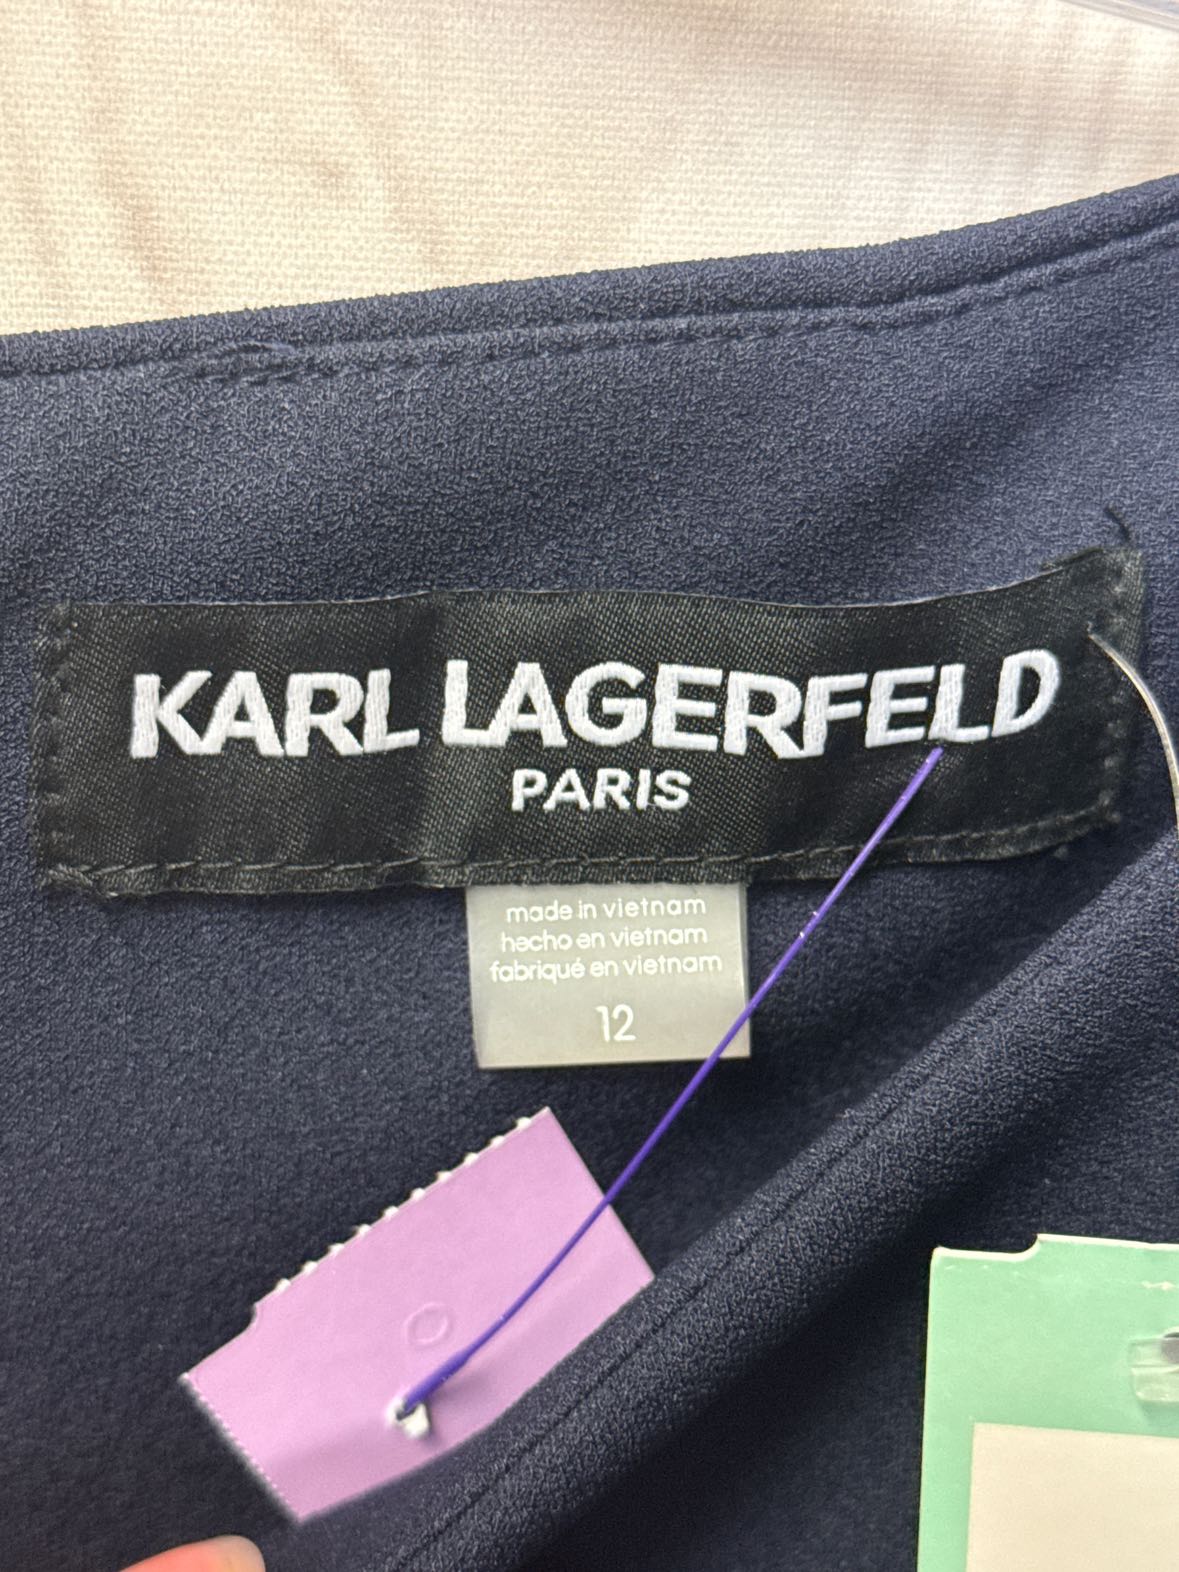 KARL LAGERFELD
PARIS
made in vietnam
hecho en vietnam
fabriqué en vietnam
12